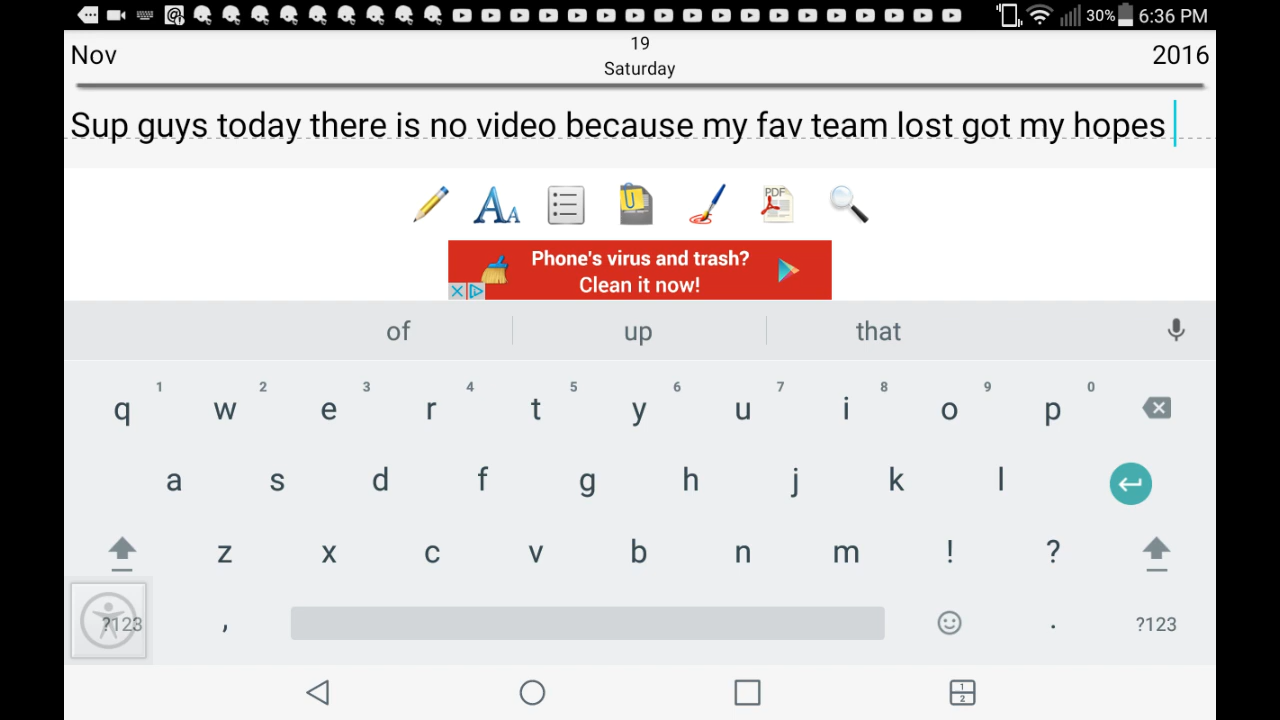 30% 6:36 PM
Nov 19 2016
Saturday
Sup guys today there is no video because my fav team lost got my hopes
PDF
Phone's virus and trash?
Clean it now!
of up that
1 2 3 4 5 6 7 8 9 0
q w e r t y u i o p
a s d f g h j k l
z x c v b n m ! ?
?123 , . ?123
1
2